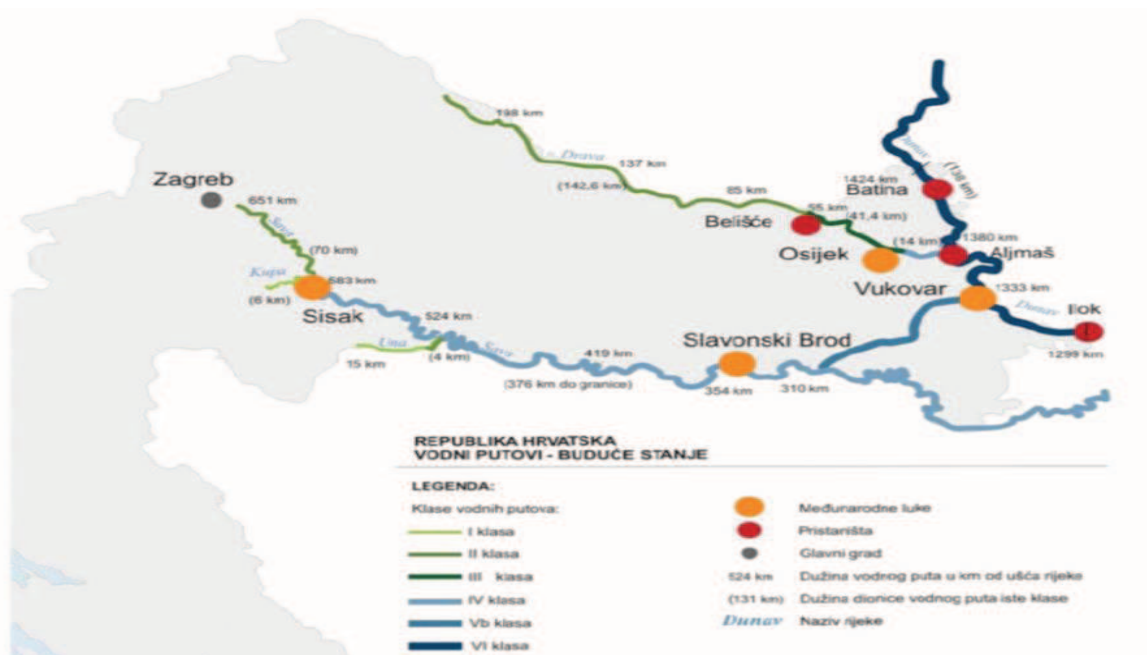 198 km
Drava
137 km
(142,6 km)
85 km
Dunav
(138 km)
1424 km
Batina
Zagreb
651 km
Sava
(70 km)
Belišće
55 km
(41,4 km)
Osijek
(14 km)
1380 km
Aljmaš
Kupa
(6 km)
583 km
Sisak
Vukovar
1333 km
Dunav
Ilok
1299 km
524 km
Una
(4 km)
Sava
15 km
419 km
(376 km do granice)
Slavonski Brod
354 km
310 km
REPUBLIKA HRVATSKA
VODNI PUTOVI - BUDUĆE STANJE
LEGENDA:
Klase vodnih putova:
I klasa
II klasa
III klasa
IV klasa
Vb klasa
VI klasa
Međunarodne luke
Pristaništa
Glavni grad
524 km Dužina vodnog puta u km od ušća rijeke
(131 km) Dužina dionice vodnog puta iste klase
Dunav Naziv rijeke